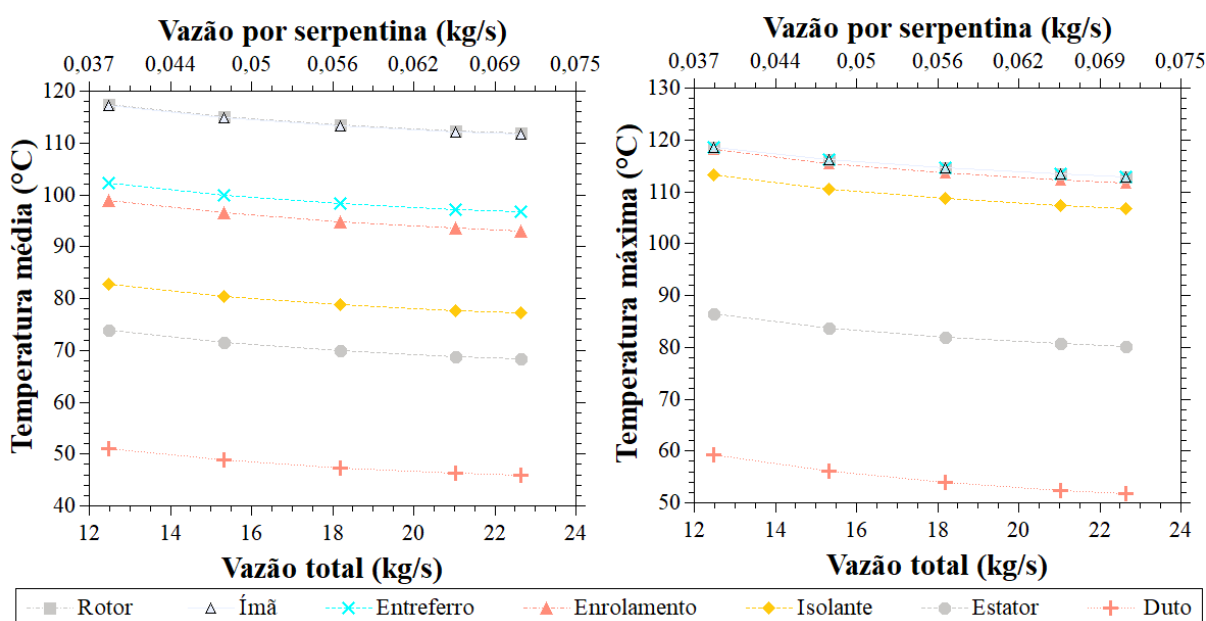 Vazão por serpentina (kg/s)
0,037 0,044 0,05 0,056 0,062 0,069 0,075
120
110
100
90
80
70
60
50
40
Temperatura média (°C)
12 14 16 18 20 22 24
Vazão total (kg/s)
Vazão por serpentina (kg/s)
0,037 0,044 0,05 0,056 0,062 0,069 0,075
130
120
110
100
90
80
70
60
50
Temperatura máxima (°C)
12 14 16 18 20 22 24
Vazão total (kg/s)
Rotor Ímã Entreferro Enrolamento Isolante Estator Duto